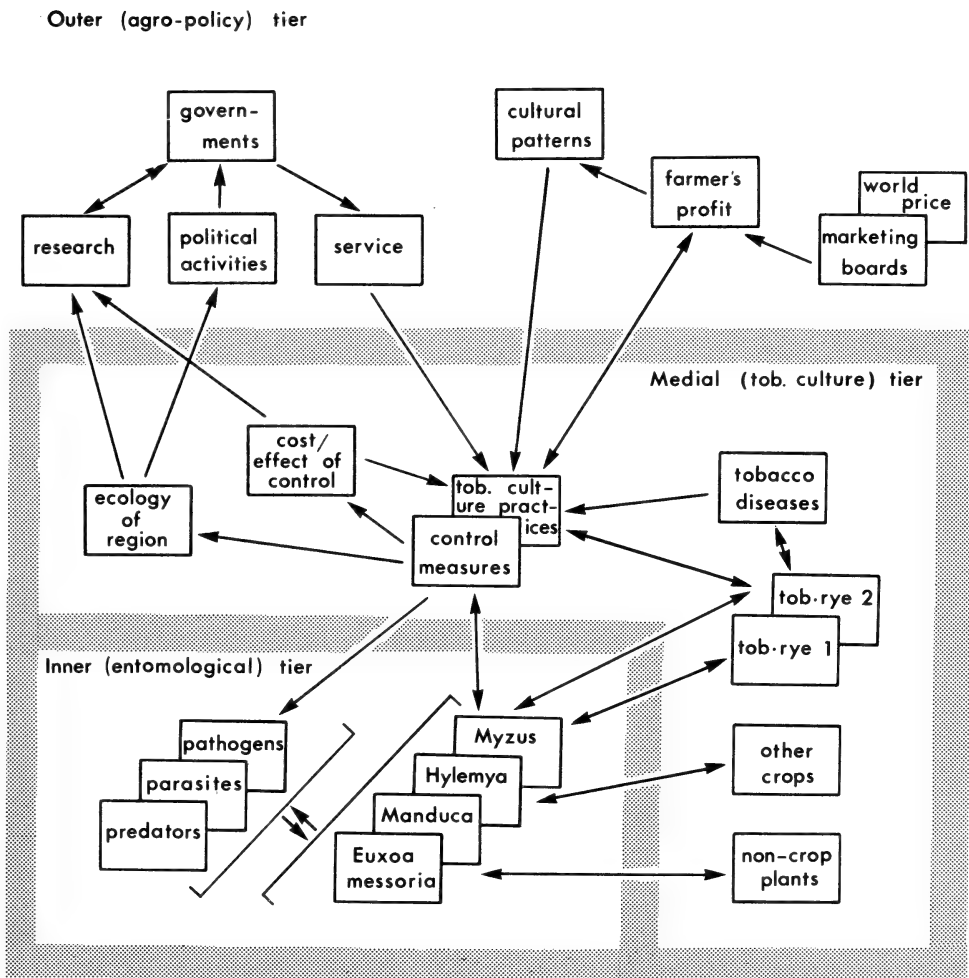 Outer (agro-policy) tier
govern-
ments
cultural
patterns
farmer's
profit
world
price
marketing
boards
research
political
activities
service
Medial (tob. culture) tier
cost/
effect of
control
tob. cult-
ure pract-
ices
control
measures
ecology
of
region
tobacco
diseases
tob·rye 2
tob·rye 1
Inner (entomological) tier
pathogens
parasites
predators
Myzus
Hylemya
Manduca
Euxoa
messoria
other
crops
non-crop
plants